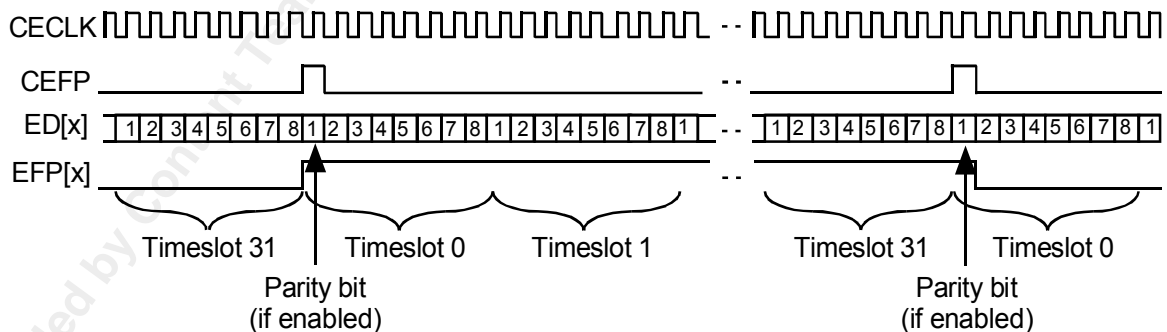 CECLK
- -
CEFP
- -
ED[x] 1 2 3 4 5 6 7 8 1 2 3 4 5 6 7 8 1 2 3 4 5 6 7 8 1 - - 1 2 3 4 5 6 7 8 1 2 3 4 5 6 7 8 1
EFP[x]
- -
Timeslot 31 Timeslot 0 Timeslot 1 Timeslot 31 Timeslot 0
Parity bit Parity bit
(if enabled) (if enabled)
ed by Con